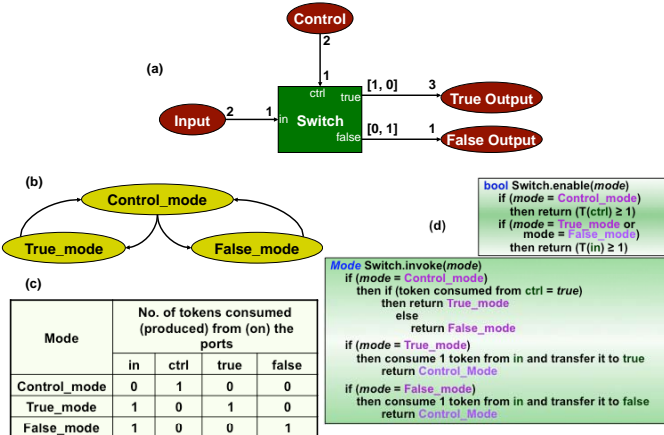 Control
2
(a)
1
ctrl
true
[1, 0]
3
True Output
Input
2
1
in
Switch
false
[0, 1]
1
False Output
(b)
Control_mode
True_mode
False_mode
(c)
Mode
No. of tokens consumed
(produced) from (on) the
ports
in ctrl true false
Control_mode 0 1 0 0
True_mode 1 0 1 0
False_mode 1 0 0 1
(d)
bool Switch.enable(mode)
if (mode = Control_mode)
then return (T(ctrl) ≥ 1)
if (mode = True_mode or
mode = False_mode)
then return (T(in) ≥ 1)
Mode Switch.invoke(mode)
if (mode = Control_mode)
then if (token consumed from ctrl = true)
then return True_mode
else
return False_mode
if (mode = True_mode)
then consume 1 token from in and transfer it to true
return Control_Mode
if (mode = False_mode)
then consume 1 token from in and transfer it to false
return Control_Mode